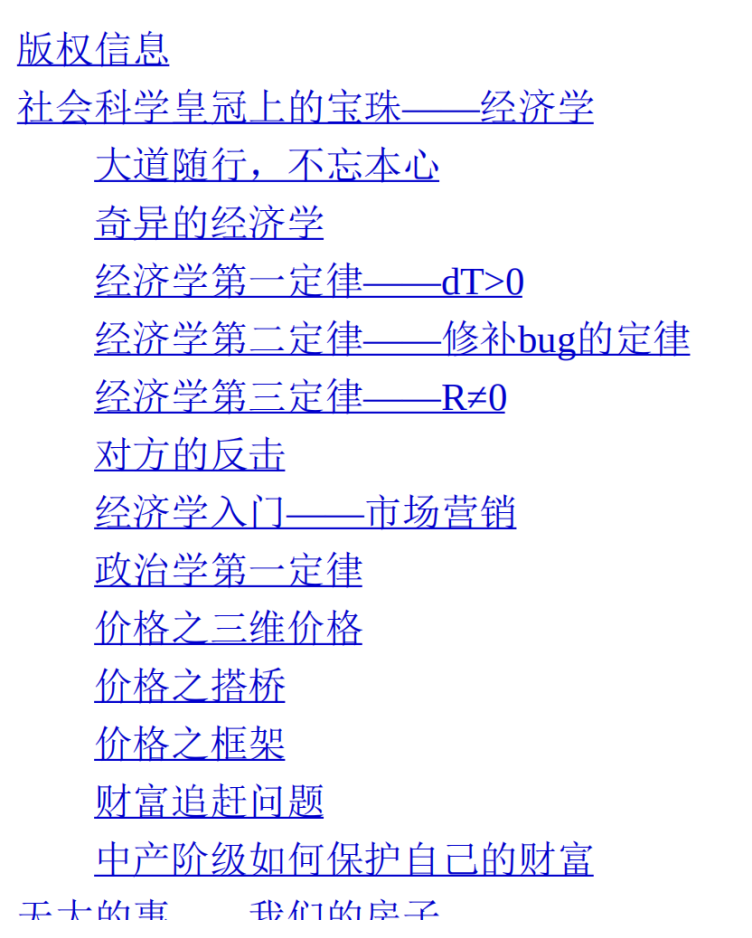 版权信息
社会科学皇冠上的宝珠——经济学
大道随行，不忘本心
奇异的经济学
经济学第一定律——dT>0
经济学第二定律——修补bug的定律
经济学第三定律——R≠0
对方的反击
经济学入门——市场营销
政治学第一定律
价格之三维价格
价格之搭桥
价格之框架
财富追赶问题
中产阶级如何保护自己的财富
天大的事——我们的房子